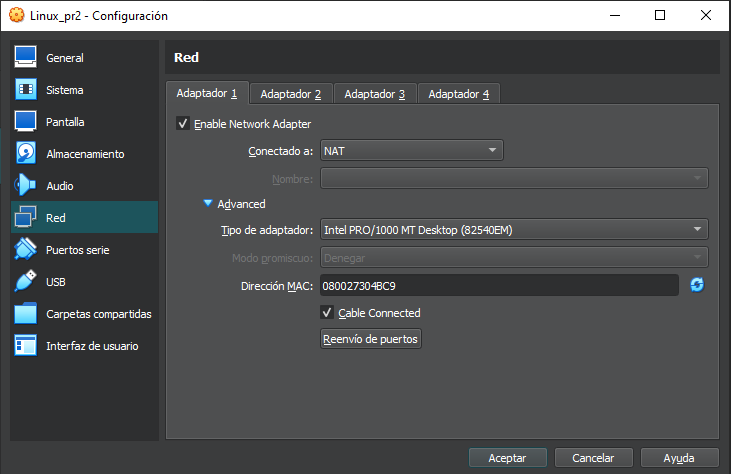 Linux_pr2 - Configuración
General
Sistema
Pantalla
Almacenamiento
Audio
Red
Puertos serie
USB
Carpetas compartidas
Interfaz de usuario
Red
Adaptador 1
Adaptador 2
Adaptador 3
Adaptador 4
Enable Network Adapter
Conectado a: NAT
Nombre:
Advanced
Tipo de adaptador: Intel PRO/1000 MT Desktop (82540EM)
Modo promiscuo: Denegar
Dirección MAC: 080027304BC9
Cable Connected
Reenvío de puertos
Aceptar
Cancelar
Ayuda